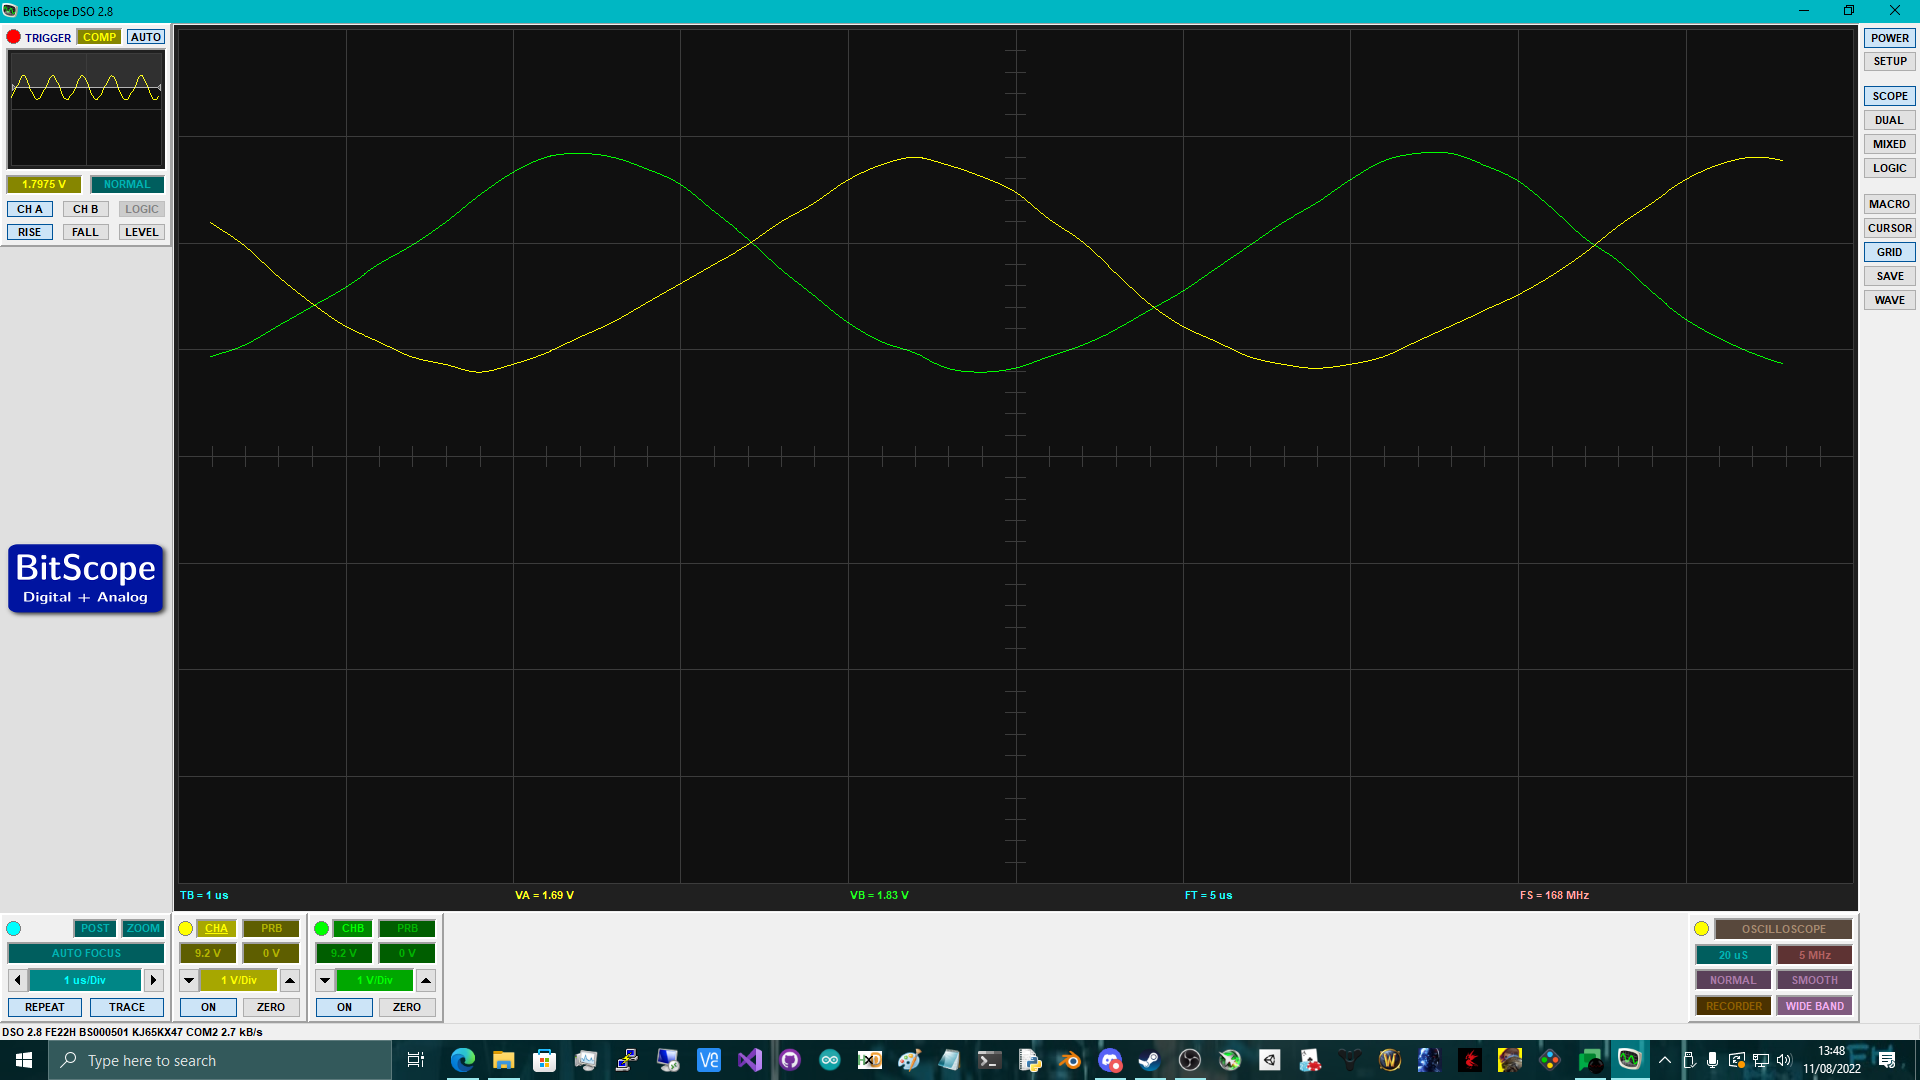 BitScope DSO 2.8
TRIGGER COMP AUTO
1.7975 V NORMAL
CH A CH B LOGIC
RISE FALL LEVEL
BitScope
Digital + Analog
POWER
SETUP
SCOPE
DUAL
MIXED
LOGIC
MACRO
CURSOR
GRID
SAVE
WAVE
TB = 1 us VA = 1.69 V VB = 1.83 V FT = 5 us FS = 168 MHz
POST ZOOM CHA PRB CHB PRB OSCILLOSCOPE
AUTO FOCUS 9.2 V 0 V 9.2 V 0 V 20 uS 5 MHz
1 us/Div 1 V/Div 1 V/Div NORMAL SMOOTH
REPEAT TRACE ON ZERO ON ZERO RECORDER WIDE BAND
DSO 2.8 FE22H BS000501 KJ65KX47 COM2 2.7 kB/s
Type here to search
13:48
11/08/2022